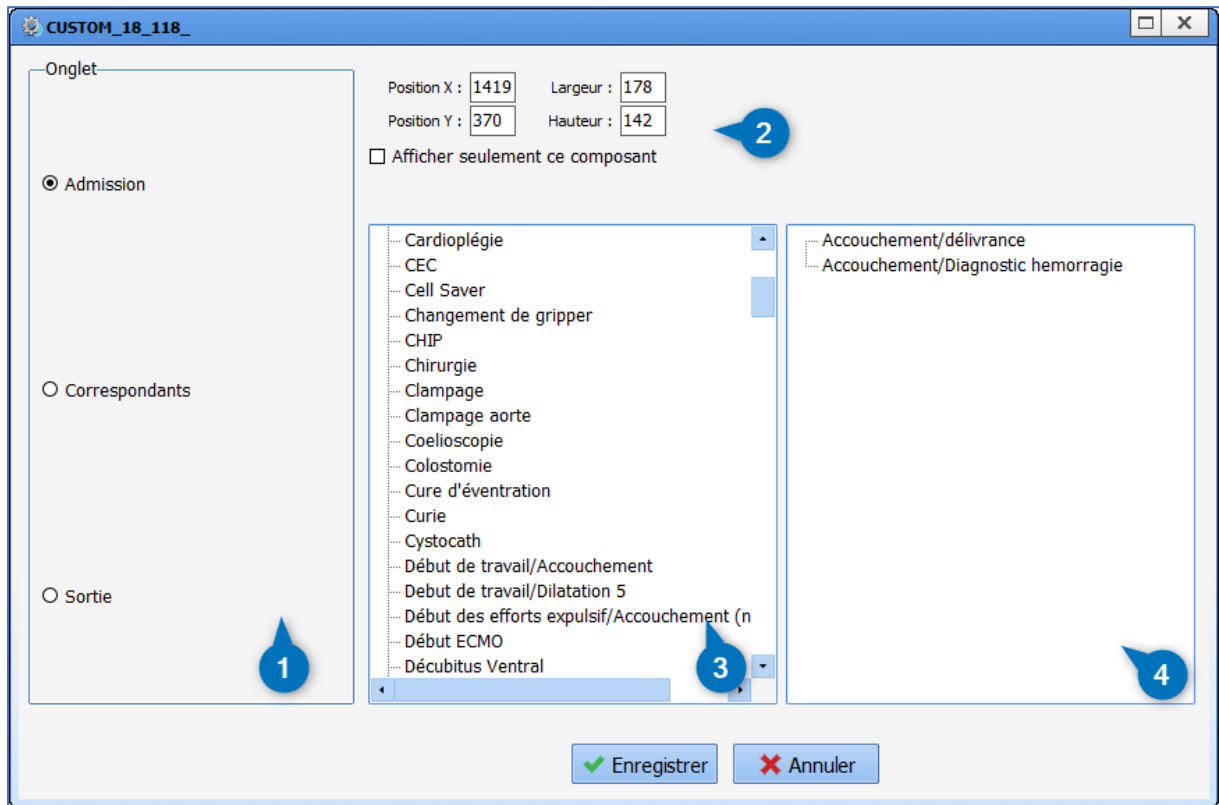 CUSTOM_18_118_
Onglet
Admission
Correspondants
Sortie
1
Position X : 1419 Largeur : 178
Position Y : 370 Hauteur : 142
Afficher seulement ce composant
2
Cardioplégie
CEC
Cell Saver
Changement de gripper
CHIP
Chirurgie
Clampage
Clampage aorte
Coelioscopie
Colostomie
Cure d'éventration
Curie
Cystocath
Début de travail/Accouchement
Debut de travail/Dilatation 5
Début des efforts expulsif/Accouchement (n
Début ECMO
Décubitus Ventral
3
Accouchement/délivrance
Accouchement/Diagnostic hemorragie
4
Enregistrer Annuler